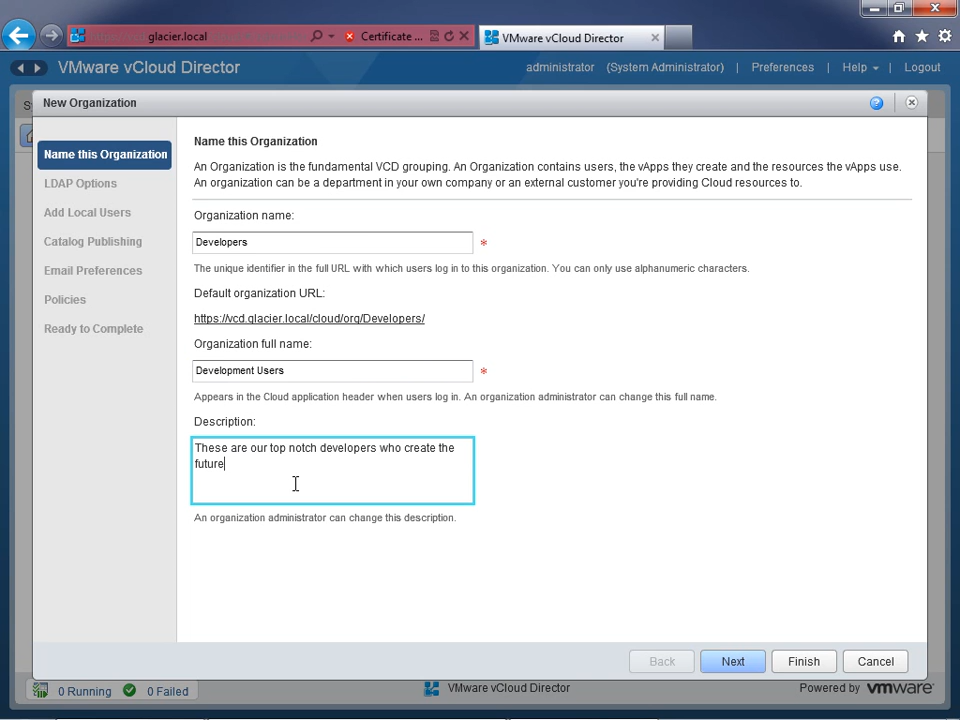 glacier.local
Certificate ...
VMware vCloud Director
VMware vCloud Director
administrator (System Administrator) | Preferences | Help | Logout
New Organization
Name this Organization
LDAP Options
Add Local Users
Catalog Publishing
Email Preferences
Policies
Ready to Complete
Name this Organization
An Organization is the fundamental VCD grouping. An Organization contains users, the vApps they create and the resources the vApps use.
An organization can be a department in your own company or an external customer you're providing Cloud resources to.
Organization name:
Developers
*
The unique identifier in the full URL with which users log in to this organization. You can only use alphanumeric characters.
Default organization URL:
https://vcd.glacier.local/cloud/org/Developers/
Organization full name:
Development Users
*
Appears in the Cloud application header when users log in. An organization administrator can change this full name.
Description:
These are our top notch developers who create the
future
An organization administrator can change this description.
Back
Next
Finish
Cancel
0 Running
0 Failed
VMware vCloud Director
Powered by vmware